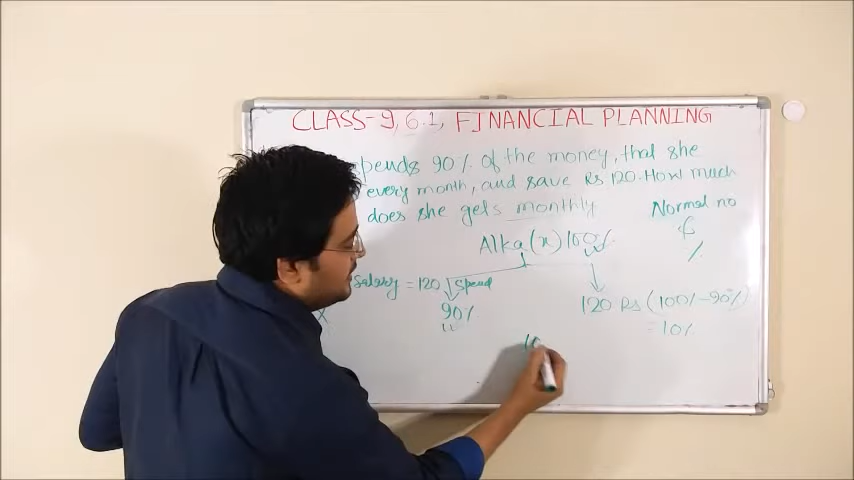 CLASS-9, 6.1, FINANCIAL PLANNING
spends 90% of the money, that she
every month, and save Rs 120. How much
does she gets monthly
Normal no
%
Alka(x) 100%
salary = 120
spend
90%
120 Rs (100% - 90%)
= 10%
10